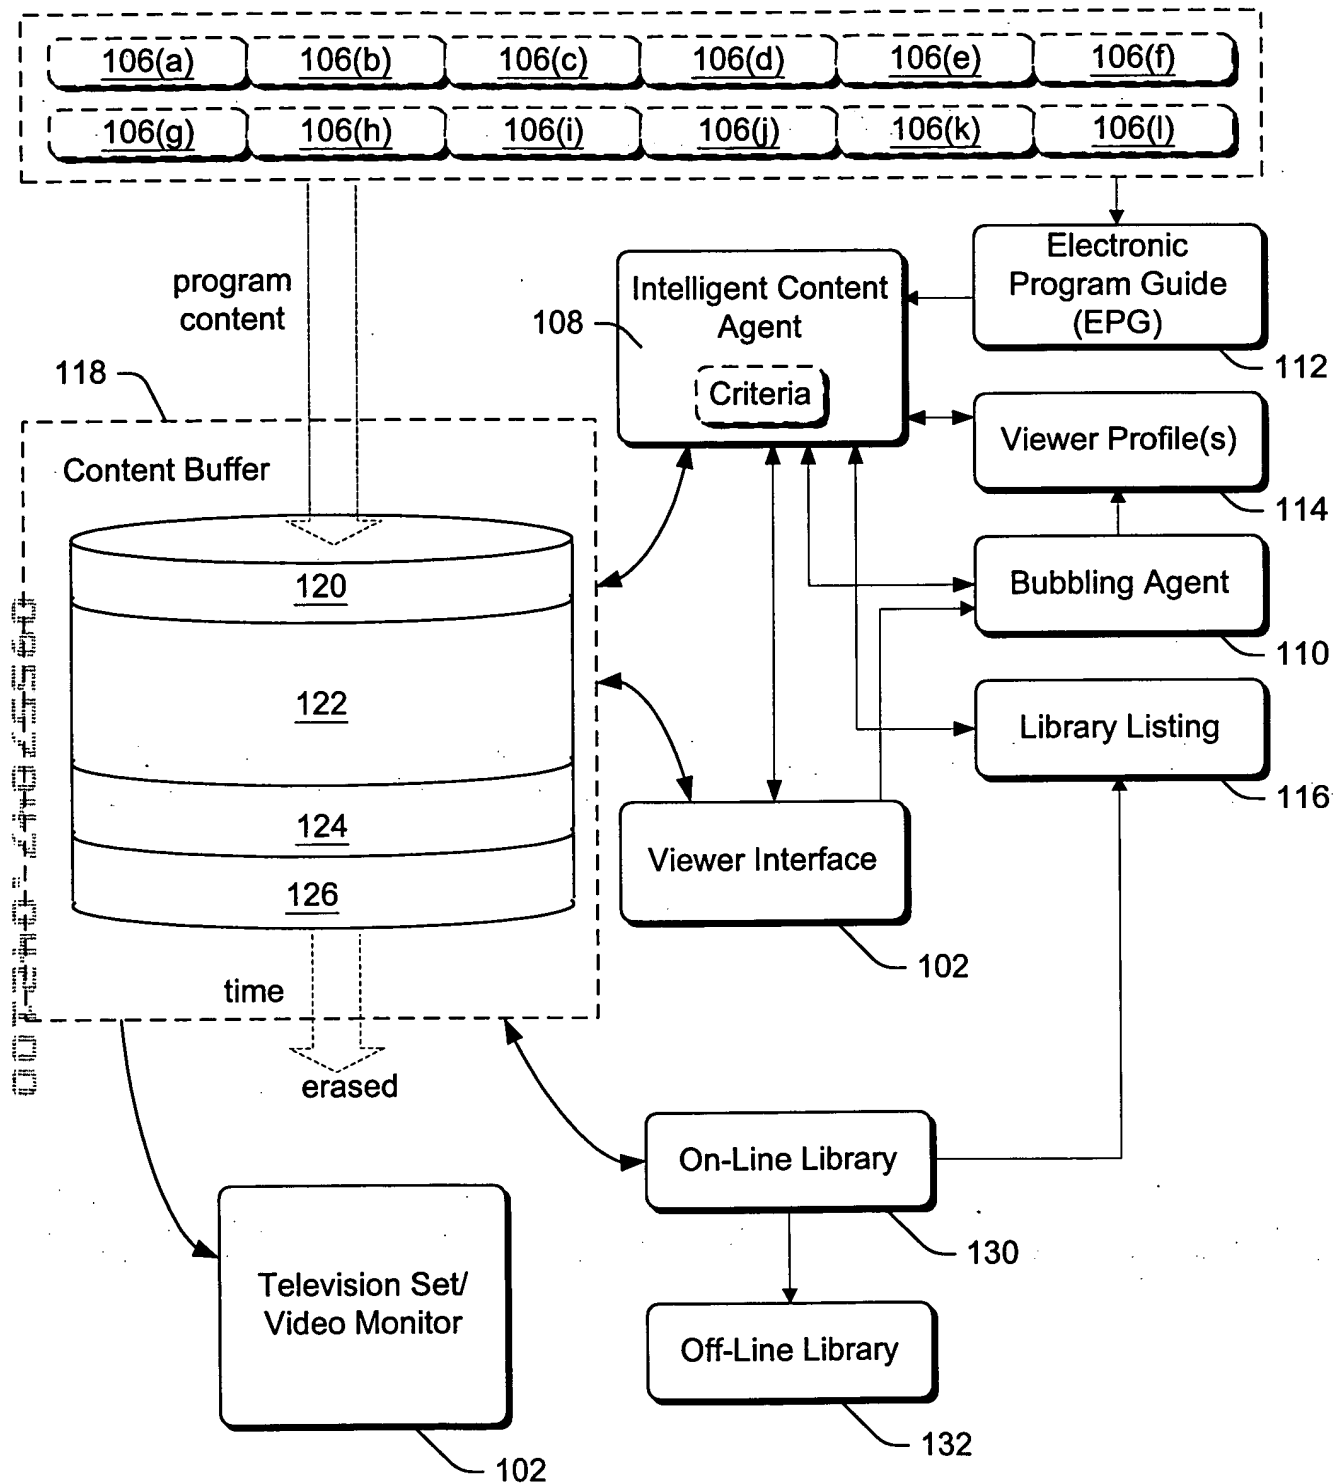 106(a) 106(b) 106(c) 106(d) 106(e) 106(f)
106(g) 106(h) 106(i) 106(j) 106(k) 106(l)
program
content
Electronic
Program Guide
(EPG)
112
Intelligent Content
Agent
Criteria
108
118
Viewer Profile(s)
114
Content Buffer
Bubbling Agent
110
120
122
124
126
Library Listing
116
Viewer Interface
102
time
erased
On-Line Library
130
Television Set/
Video Monitor
102
Off-Line Library
132